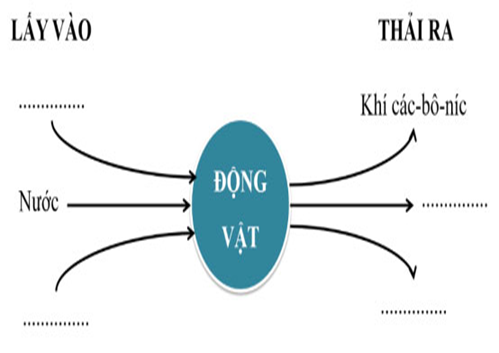 LẤY VÀO
THẢI RA
...............
Khí các-bô-níc
ĐỘNG
VẬT
Nước
...............
...............
...............